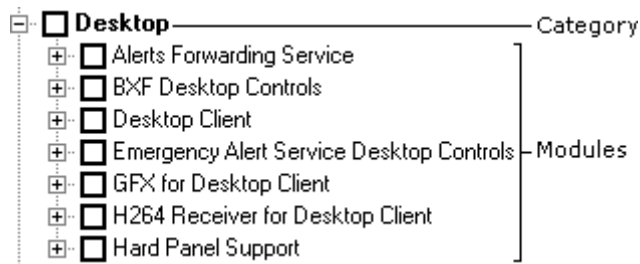 Desktop Category
Alerts Forwarding Service
BXF Desktop Controls
Desktop Client
Emergency Alert Service Desktop Controls Modules
GFX for Desktop Client
H264 Receiver for Desktop Client
Hard Panel Support